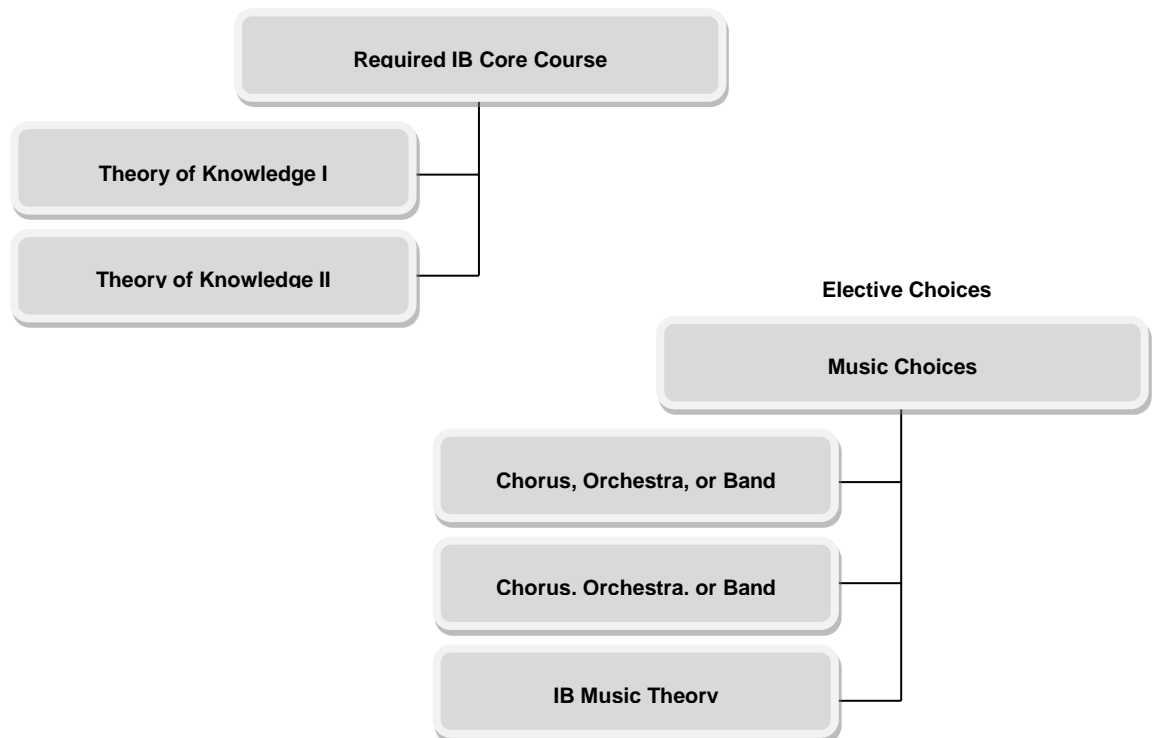 Required IB Core Course
Theory of Knowledge I
Theory of Knowledge II
Elective Choices
Music Choices
Chorus, Orchestra, or Band
Chorus. Orchestra. or Band
IB Music Theory